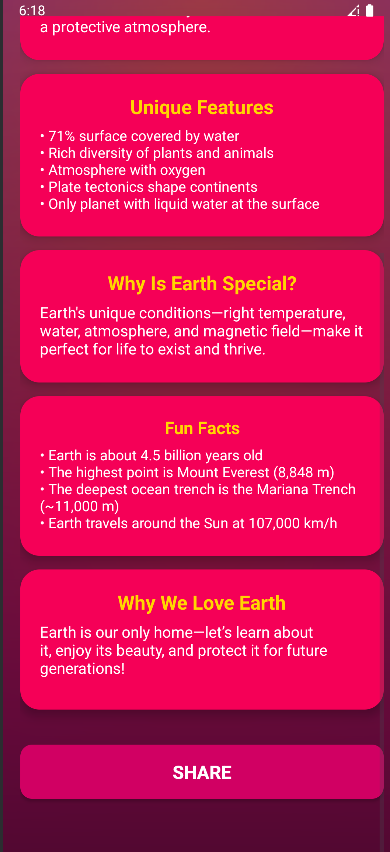 6:18
a protective atmosphere.
Unique Features
• 71% surface covered by water
• Rich diversity of plants and animals
• Atmosphere with oxygen
• Plate tectonics shape continents
• Only planet with liquid water at the surface
Why Is Earth Special?
Earth's unique conditions—right temperature,
water, atmosphere, and magnetic field—make it
perfect for life to exist and thrive.
Fun Facts
• Earth is about 4.5 billion years old
• The highest point is Mount Everest (8,848 m)
• The deepest ocean trench is the Mariana Trench
(~11,000 m)
• Earth travels around the Sun at 107,000 km/h
Why We Love Earth
Earth is our only home—let's learn about
it, enjoy its beauty, and protect it for future
generations!
SHARE